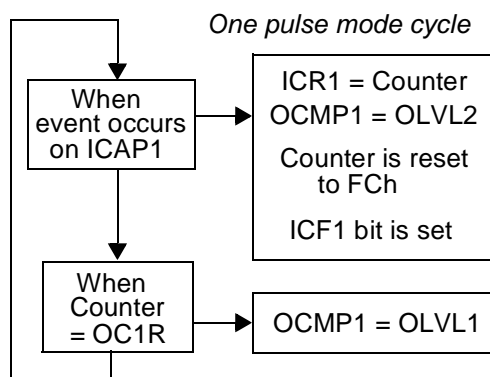 One pulse mode cycle
When
event occurs
on ICAP1
ICR1 = Counter
OCMP1 = OLVL2
Counter is reset
to FCh
ICF1 bit is set
When
Counter
= OC1R
OCMP1 = OLVL1